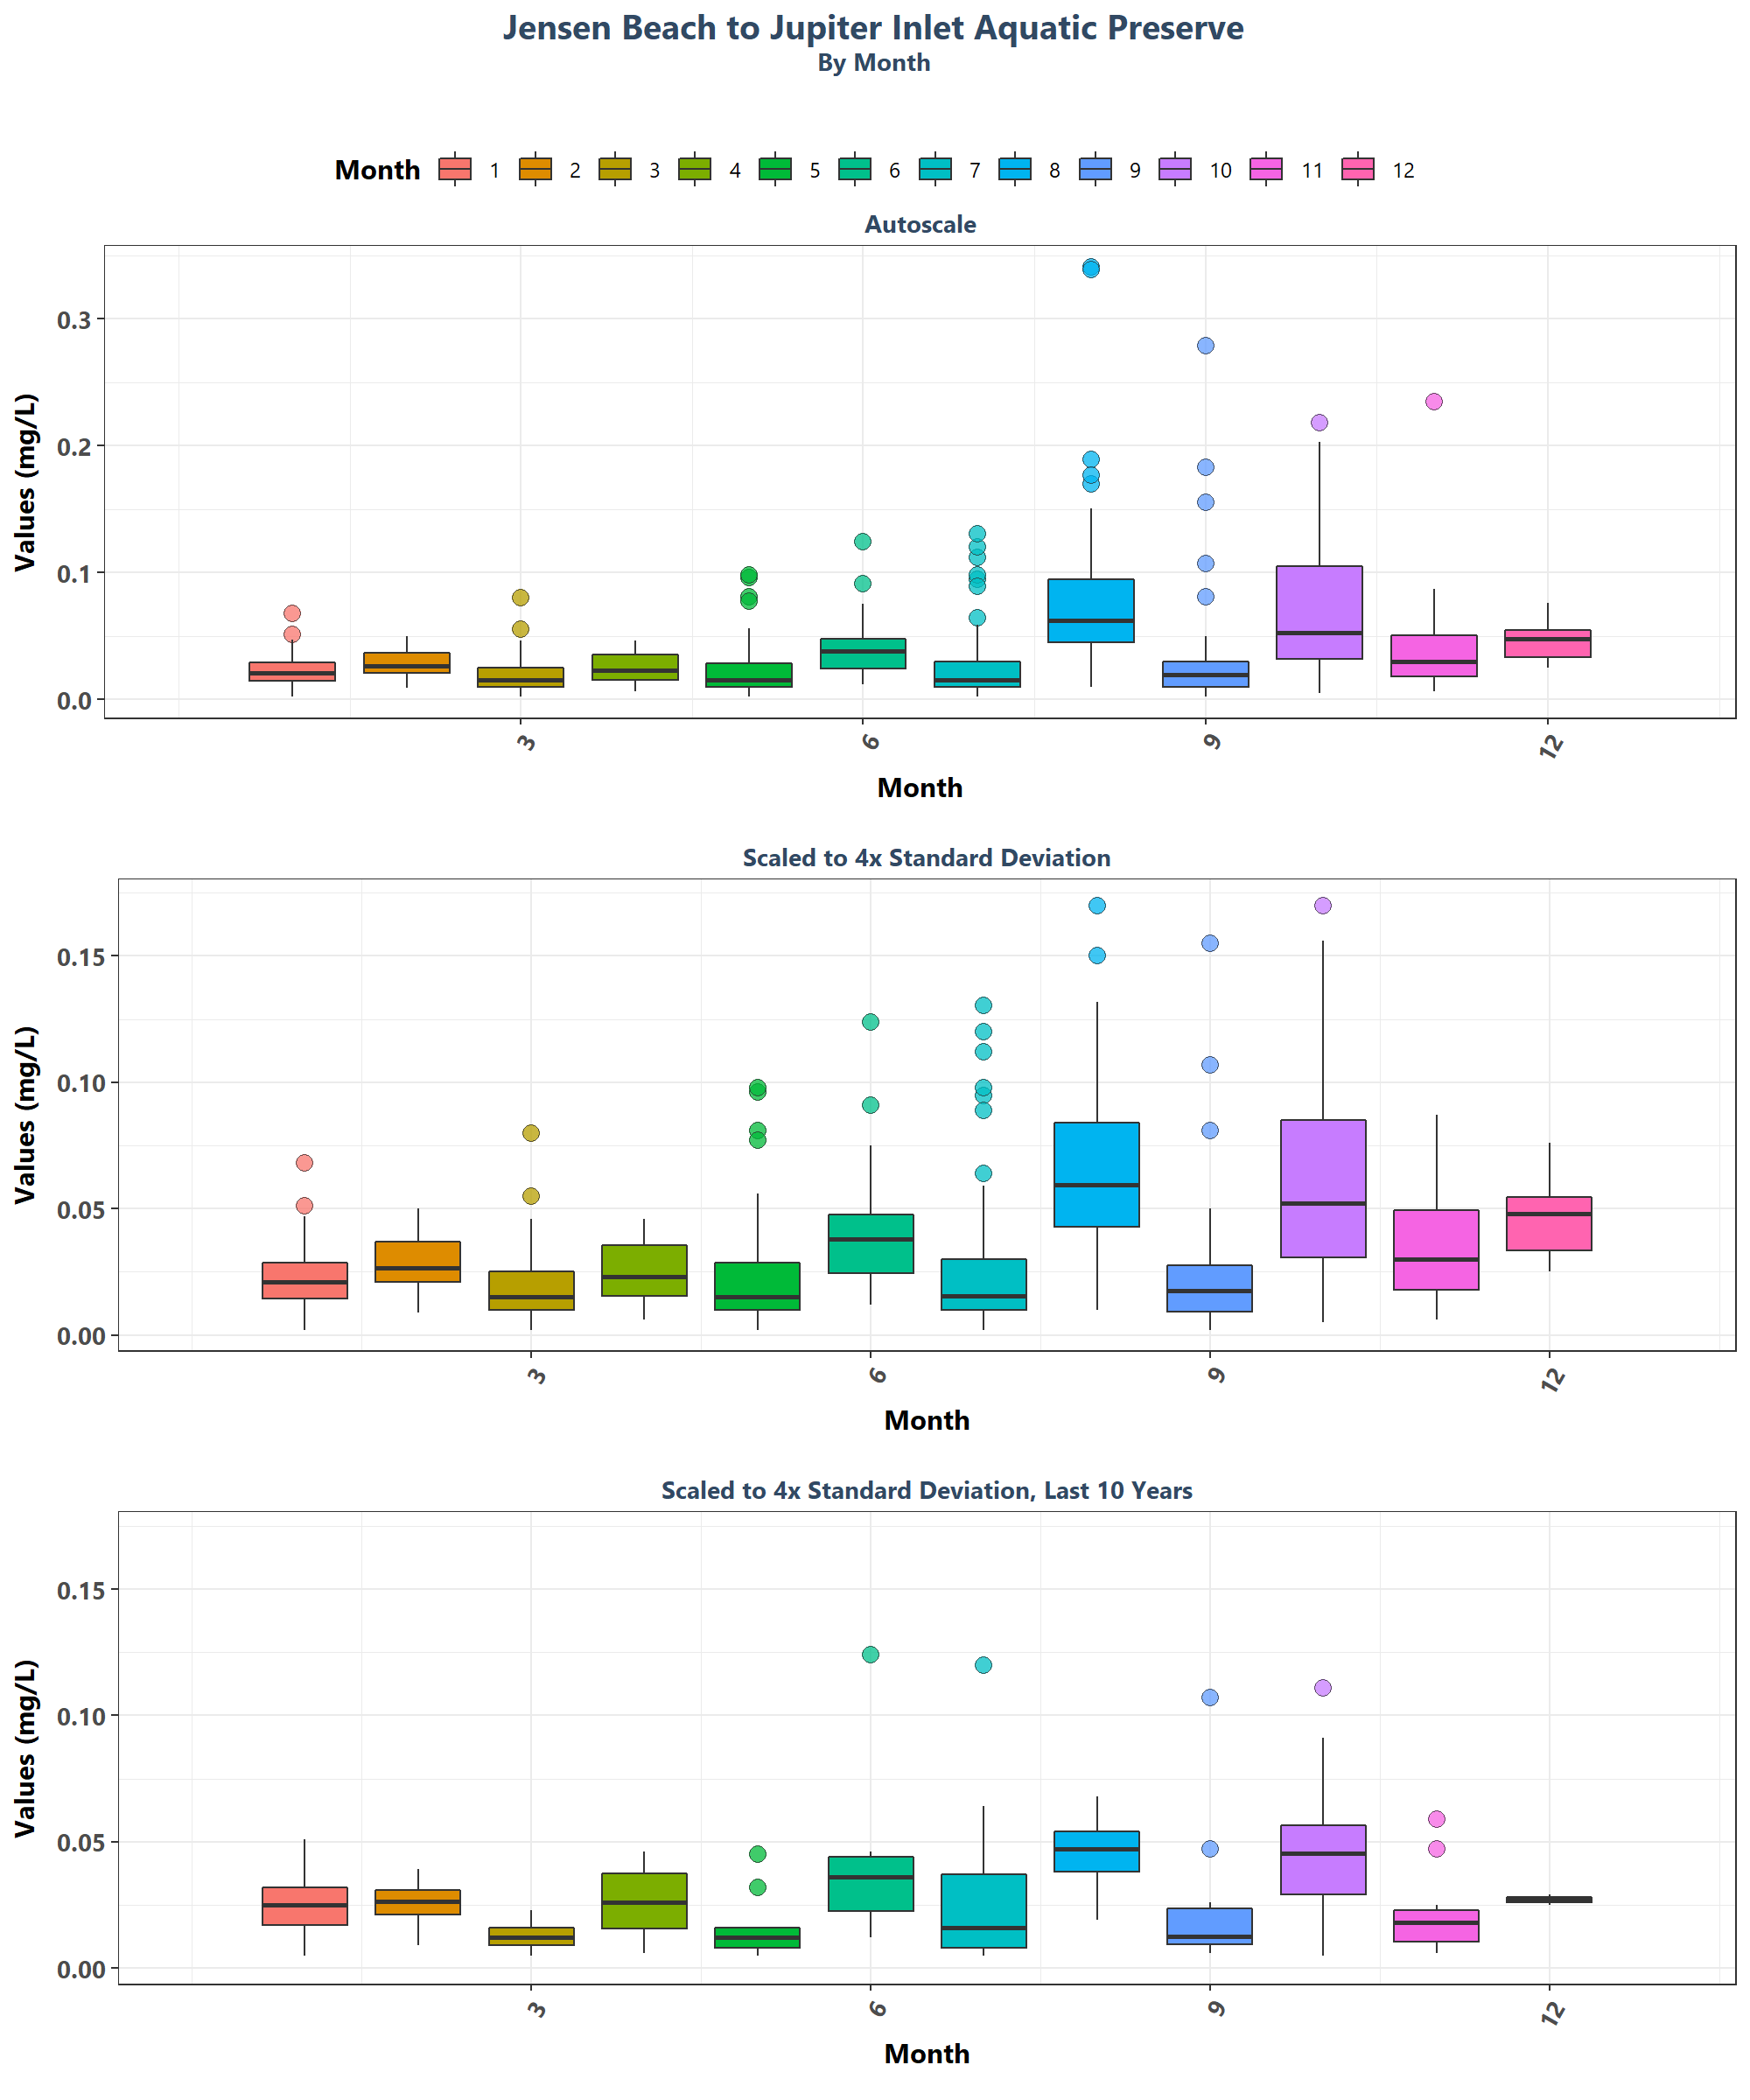 Jensen Beach to Jupiter Inlet Aquatic Preserve
By Month
Month 1 2 3 4 5 6 7 8 9 10 11 12
Autoscale
Values (mg/L)
0.3
0.2
0.1
0.0
3 6 9 12
Month
Scaled to 4x Standard Deviation
Values (mg/L)
0.15
0.10
0.05
0.00
3 6 9 12
Month
Scaled to 4x Standard Deviation, Last 10 Years
Values (mg/L)
0.15
0.10
0.05
0.00
3 6 9 12
Month